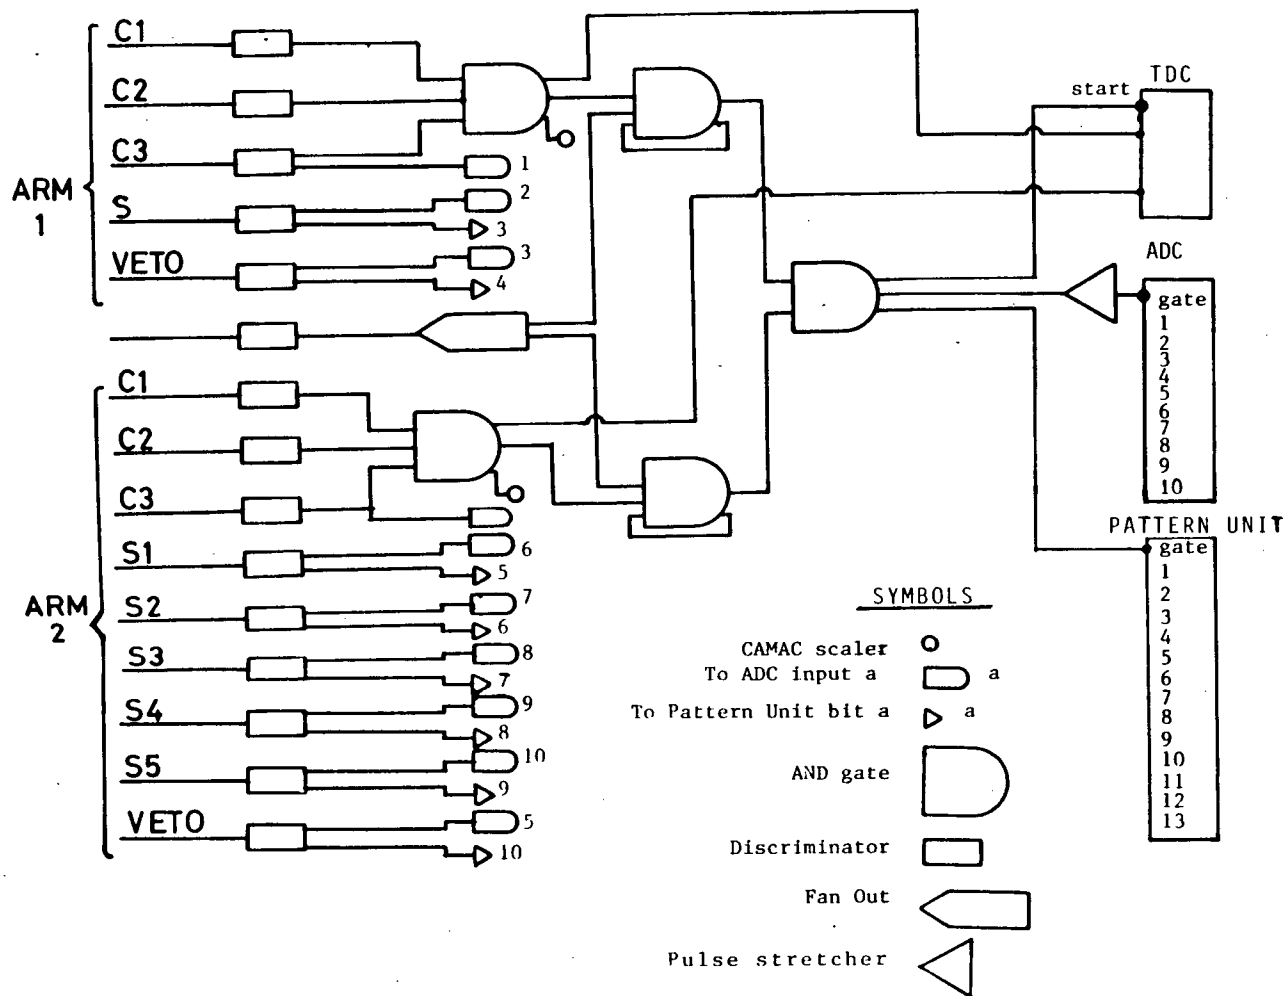 ARM
1
C1
C2
C3
1
S
2
3
VETO
3
4
ARM
2
C1
C2
C3
S1
6
5
S2
7
6
S3
8
7
S4
9
8
S5
10
9
VETO
5
10
start
TDC
ADC
gate
1
2
3
4
5
6
7
8
9
10
PATTERN UNIT
gate
1
2
3
4
5
6
7
8
9
10
11
12
13
SYMBOLS
CAMAC scaler
To ADC input a
a
To Pattern Unit bit a
a
AND gate
Discriminator
Fan Out
Pulse stretcher